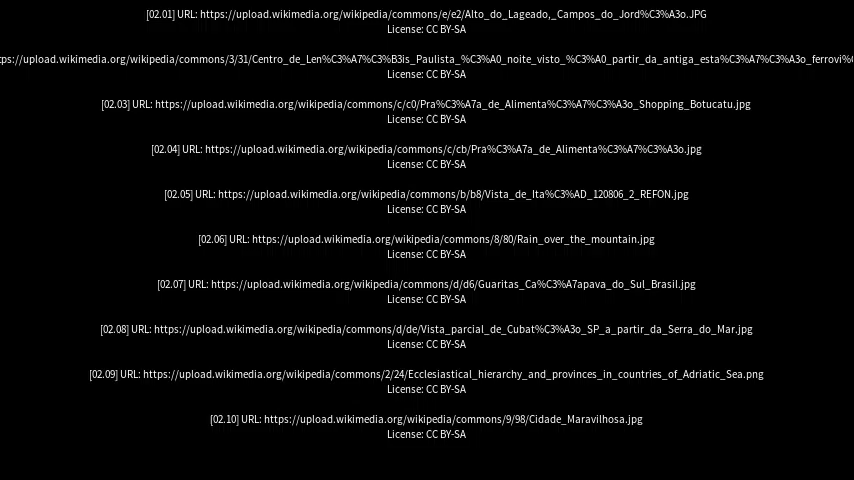 [02.01] URL: https://upload.wikimedia.org/wikipedia/commons/e/e2/Alto_do_Lageado,_Campos_do_Jord%C3%A3o.JPG
License: CC BY-SA
ps://upload.wikimedia.org/wikipedia/commons/3/31/Centro_de_Len%C3%A7%C3%B3is_Paulista_%C3%A0_noite_visto_%C3%A0_partir_da_antiga_esta%C3%A7%C3%A3o_ferrovi%
License: CC BY-SA
[02.03] URL: https://upload.wikimedia.org/wikipedia/commons/c/c0/Pra%C3%A7a_de_Alimenta%C3%A7%C3%A3o_Shopping_Botucatu.jpg
License: CC BY-SA
[02.04] URL: https://upload.wikimedia.org/wikipedia/commons/c/cb/Pra%C3%A7a_de_Alimenta%C3%A7%C3%A3o.jpg
License: CC BY-SA
[02.05] URL: https://upload.wikimedia.org/wikipedia/commons/b/b8/Vista_de_Ita%C3%AD_120806_2_REFON.jpg
License: CC BY-SA
[02.06] URL: https://upload.wikimedia.org/wikipedia/commons/8/80/Rain_over_the_mountain.jpg
License: CC BY-SA
[02.07] URL: https://upload.wikimedia.org/wikipedia/commons/d/d6/Guaritas_Ca%C3%A7apava_do_Sul_Brasil.jpg
License: CC BY-SA
[02.08] URL: https://upload.wikimedia.org/wikipedia/commons/d/de/Vista_parcial_de_Cubat%C3%A3o_SP_a_partir_da_Serra_do_Mar.jpg
License: CC BY-SA
[02.09] URL: https://upload.wikimedia.org/wikipedia/commons/2/24/Ecclesiastical_hierarchy_and_provinces_in_countries_of_Adriatic_Sea.png
License: CC BY-SA
[02.10] URL: https://upload.wikimedia.org/wikipedia/commons/9/98/Cidade_Maravilhosa.jpg
License: CC BY-SA